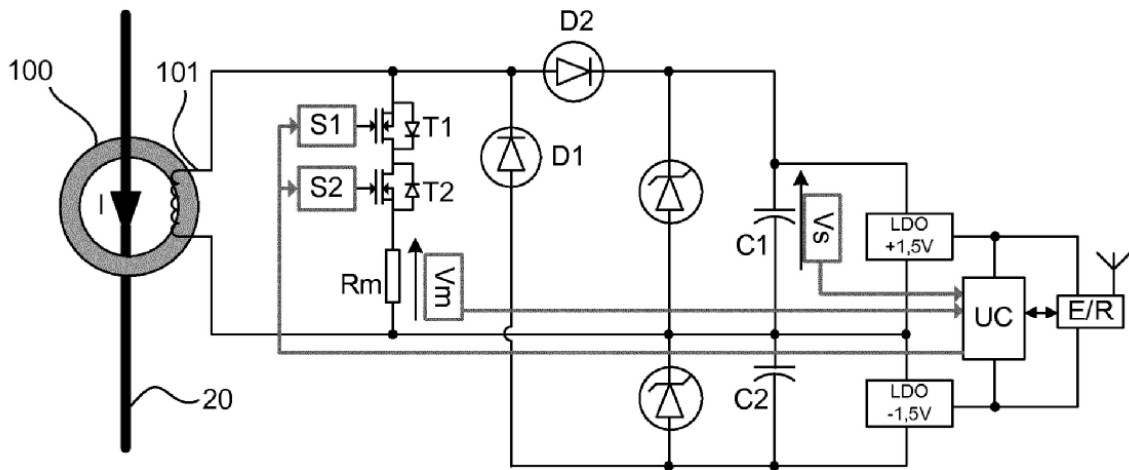 D2
100
101
S1
T1
D1
S2
T2
I
C1
Vs
LDO
+1,5V
Rm
Vm
UC
E/R
20
C2
LDO
-1,5V